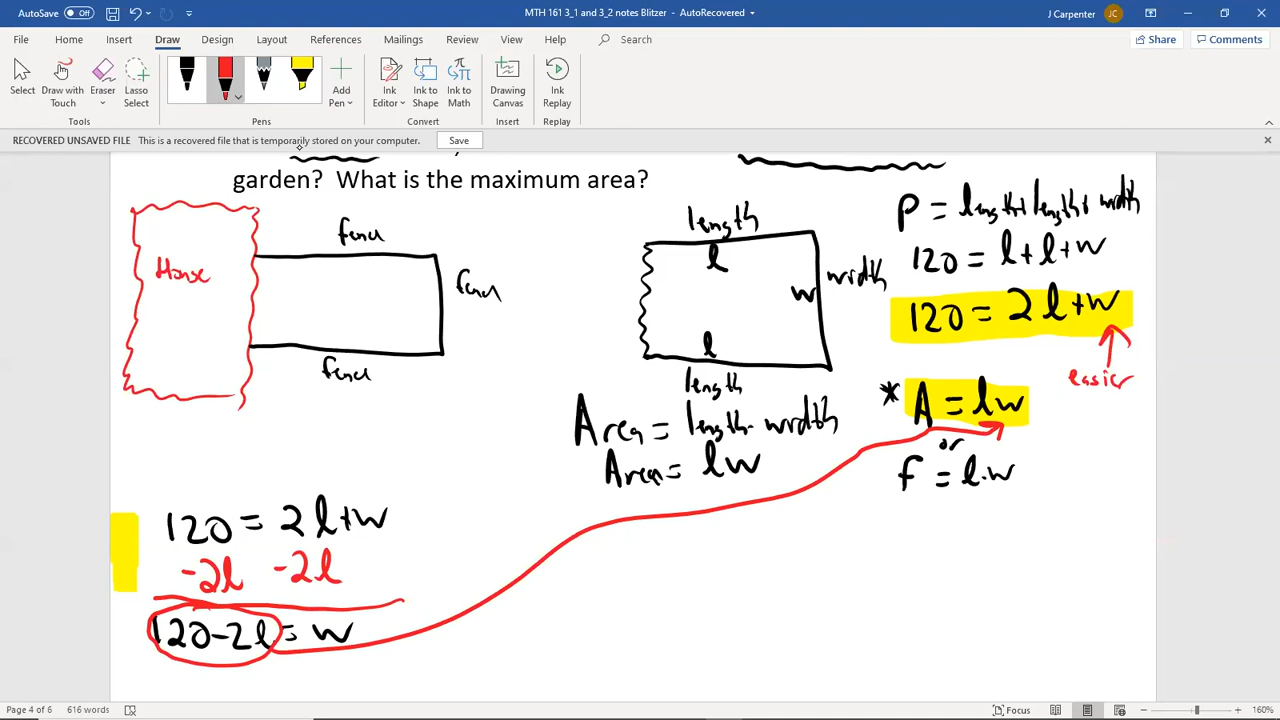 AutoSave Off
MTH 161 3_1 and 3_2 notes Blitzer - AutoRecovered
J Carpenter JC
File Home Insert Draw Design Layout References Mailings Review View Help Search
Share Comments
Select Draw with Touch Eraser Lasso Select Add Pen Ink Editor Ink to Shape Ink to Math Drawing Canvas Ink Replay
Tools Pens Convert Insert Replay
RECOVERED UNSAVED FILE This is a recovered file that is temporarily stored on your computer. Save
garden? What is the maximum area?
House
fence
fence
fence
length
l
w width
l
length
Area = length · width
Area = lw
P = length + length + width
120 = l + l + w
120 = 2l + w
easier
* A = lw
or
f = l·w
120 = 2l + w
-2l -2l
120 - 2l = w
Page 4 of 6 616 words
Focus 160%